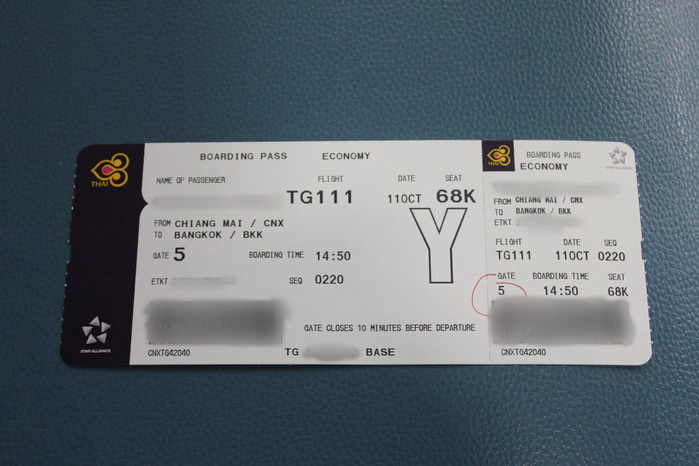 THAI
BOARDING PASS ECONOMY
NAME OF PASSENGER FLIGHT DATE SEAT
TG111 11OCT 68K
FROM CHIANG MAI / CNX
TO BANGKOK / BKK
GATE 5 BOARDING TIME 14:50
ETKT SEQ 0220
Y
GATE CLOSES 10 MINUTES BEFORE DEPARTURE
STAR ALLIANCE
CNXTG42040 TG BASE
THAI
BOARDING PASS
ECONOMY
FROM CHIANG MAI / CNX
TO BANGKOK / BKK
ETKT
FLIGHT DATE SEQ
TG111 11OCT 0220
GATE BOARDING TIME SEAT
5 14:50 68K
CNXTG42040